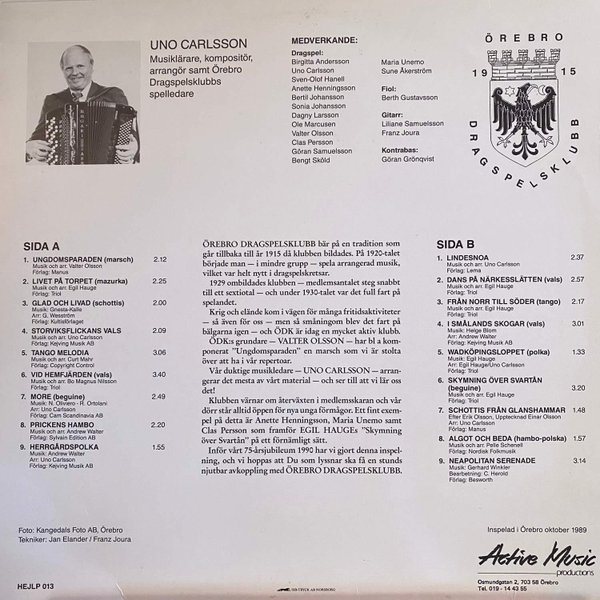 UNO CARLSSON
Musiklärare, kompositör,
arrangör samt Örebro
Dragspelsklubbs
spelledare
MEDVERKANDE:
Dragspel:
Birgitta Andersson
Uno Carlsson
Sven-Olof Hanell
Anette Henningsson
Bertil Johansson
Sonia Johansson
Dagny Larsson
Ole Marcusen
Valter Olsson
Clas Persson
Göran Samuelsson
Bengt Sköld
Maria Unemo
Sune Åkerström
Fiol:
Berth Gustavsson
Gitarr:
Liliane Samuelsson
Franz Joura
Kontrabas:
Göran Grönqvist
ÖREBRO
1915
DRAGSPELSKLUBB
SIDA A
1. UNGDOMSPARADEN (marsch) 2.12
Musik och arr: Valter Olsson
Förlag: Manus
2. LIVET PÅ TORPET (mazurka) 2.25
Musik och arr: Egil Hauge
Förlag: Triol
3. GLAD OCH LIVAD (schottis) 2.00
Musik: Gnesta-Kalle
Arr: G. Wesström
Förlag: Kultisförlaget
4. STORVIKSFLICKANS VALS 2.09
Musik och arr: Uno Carlsson
Förlag: Kejving Musik AB
5. TANGO MELODIA 3.06
Musik och arr: Curt Mahr
Förlag: Copyright Control
6. VID HEMFJÄRDEN (vals) 3.40
Musik och arr: Bo Magnus Nilsson
Förlag: Triol
7. MORE (beguine) 2.49
Musik: N. Oliviero - R. Ortolani
Arr: Uno Carlsson
Förlag: Cam Scandinavia AB
8. PRICKENS HAMBO 2.20
Musik och arr: Andrew Walter
Förlag: Sylvain Edition AB
9. HERRGÅRDSPOLKA 1.55
Musik: Andrew Walter
Arr: Uno Carlsson
Förlag: Kejving Musik AB
ÖREBRO DRAGSPELSKLUBB bär på en tradition som
går tillbaka till år 1915 då klubben bildades. På 1920-talet
började man — i mindre grupp — spela arrangerad musik,
vilket var helt nytt i dragspelskretsar.
1929 ombildades klubben — medlemsantalet steg snabbt
till ett sextiotal — och under 1930-talet var det full fart på
spelandet.
Krig och elände kom i vägen för många fritidsaktiviteter
— så även för oss — men så småningom blev det fart på
bälgarna igen — och ÖDK är idag en mycket aktiv klubb.
ÖDK:s grundare — VALTER OLSSON — har bl a kom-
ponerat "Ungdomsparaden" en marsch som vi är stolta
över att ha i vår repertoar.
Vår duktige musikledare — UNO CARLSSON — arran-
gerar det mesta av vårt material — och ser till att vi lär oss
det!
Klubben värnar om återväxten i medlemsskaran och vår
dörr står alltid öppen för nya unga förmågor. Ett fint exem-
pel på detta är Anette Henningsson, Maria Unemo samt
Clas Persson som framför EGIL HAUGEs "Skymning
över Svartån" på ett förnämligt sätt.
Inför vårt 75-årsjubileum 1990 har vi gjort denna inspel-
ning, och vi hoppas att Du som lyssnar ska få en stunds
njutbar avkoppling med ÖREBRO DRAGSPELSKLUBB.
SIDA B
1. LINDESNOA 2.37
Musik och arr: Uno Carlsson
Förlag: Lema
2. DANS PÅ NÄRKESSLÄTTEN (vals) 2.57
Musik och arr: Egil Hauge
Förlag: Triol
3. FRÅN NORR TILL SÖDER (tango) 2.17
Musik och arr: Egil Hauge
Förlag: Triol
4. I SMÅLANDS SKOGAR (vals) 3.01
Musik: Helge Blom
Arr: Andrew Walter
Förlag: Kejving Musik AB
5. WADKÖPINGSLOPPET (polka) 1.33
Musik: Egil Hauge
Arr: Egil Hauge/Uno Carlsson
Förlag: Triol
6. SKYMNING ÖVER SVARTÅN
(beguine) 3.20
Musik och arr: Egil Hauge
Förlag: Triol
7. SCHOTTIS FRÅN GLANSHAMMAR 1.48
Efter Erik Olsson, Upptecknad Einar Olsson
Arr: Uno Carlsson
Förlag: Manus
8. ALGOT OCH BEDA (hambo-polska) 1.57
Musik och arr: Pelle Schenell
Förlag: Nordisk Folkmusik
9. NEAPOLITAN SERENADE 3.14
Musik: Gerhard Winkler
Bearbetning: C. Herold
Förlag: Besworth
Foto: Kangedals Foto AB, Örebro
Tekniker: Jan Elander / Franz Joura
HEJLP 013
Inspelad i Örebro oktober 1989
Active Music
productions
Osmundgatan 2, 703 58 Örebro
Tel. 019 - 14 43 55